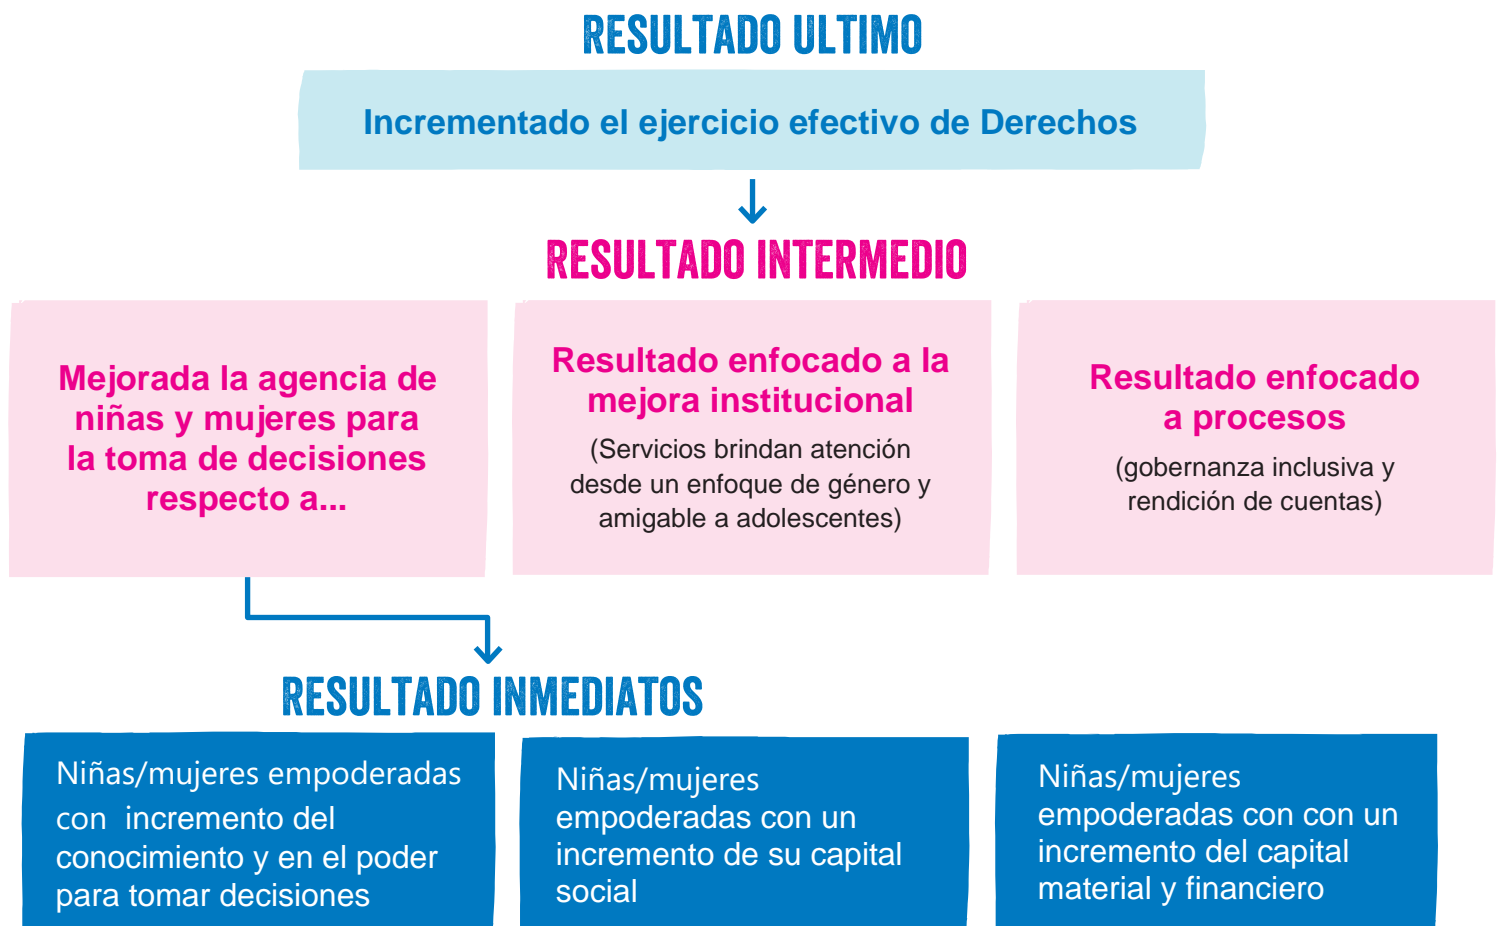 RESULTADO ULTIMO
Incrementado el ejercicio efectivo de Derechos
RESULTADO INTERMEDIO
Mejorada la agencia de
niñas y mujeres para
la toma de decisiones
respecto a...
Resultado enfocado a la
mejora institucional
(Servicios brindan atención
desde un enfoque de género y
amigable a adolescentes)
Resultado enfocado
a procesos
(gobernanza inclusiva y
rendición de cuentas)
RESULTADO INMEDIATOS
Niñas/mujeres empoderadas
con incremento del
conocimiento y en el poder
para tomar decisiones
Niñas/mujeres
empoderadas con un
incremento de su capital
social
Niñas/mujeres
empoderadas con con un
incremento del capital
material y financiero